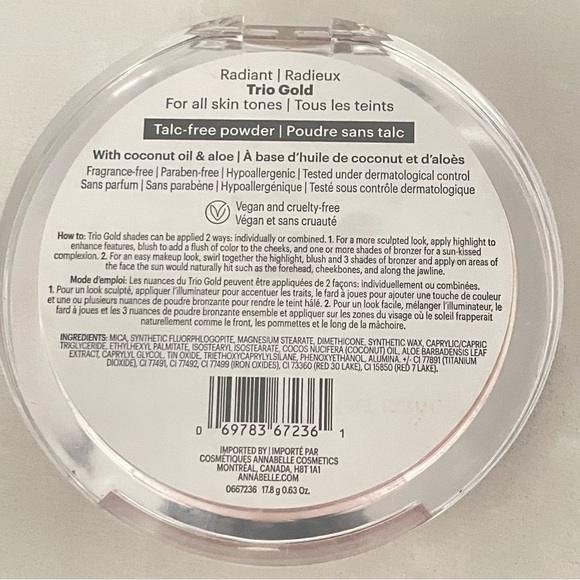 Radiant | Radieux
Trio Gold
For all skin tones | Tous les teints
Talc-free powder | Poudre sans talc
With coconut oil & aloe | À base d'huile de coconut et d'aloès
Fragrance-free | Paraben-free | Hypoallergenic | Tested under dermatological control
Sans parfum | Sans parabène | Hypoallergénique | Testé sous contrôle dermatologique
Vegan and cruelty-free
Végan et sans cruauté
How to: Trio Gold shades can be applied 2 ways: individually or combined. 1. For a more sculpted look, apply highlight to
enhance features, blush to add a flush of color to the cheeks, and one or more shades of bronzer for a sun-kissed
complexion. 2. For an easy makeup look, swirl together the highlight, blush and 3 shades of bronzer and apply on areas of
the face the sun would naturally hit such as the forehead, cheekbones, and along the jawline.
Mode d'emploi: Les nuances du Trio Gold peuvent être appliquées de 2 façons: individuellement ou combinées.
1. Pour un look sculpté, appliquer l'illuminateur pour accentuer les traits, le fard à joues pour ajouter une touche de couleur
et une ou plusieurs nuances de poudre bronzante pour rendre le teint hâlé. 2. Pour un look facile, mélanger l'illuminateur, le
fard à joues et les 3 nuances de poudre bronzante ensemble et appliquer sur les zones du visage où le soleil frapperait
naturellement comme le front, les pommettes et le long de la mâchoire.
INGREDIENTS: MICA, SYNTHETIC FLUORPHLOGOPITE, MAGNESIUM STEARATE, DIMETHICONE, SYNTHETIC WAX, CAPRYLIC/CAPRIC
TRIGLYCERIDE, ETHYLHEXYL PALMITATE, ISOSTEARYL ISOSTEARATE, COCOS NUCIFERA (COCONUT) OIL, ALOE BARBADENSIS LEAF
EXTRACT, CAPRYLYL GLYCOL, TIN OXIDE, TRIETHOXYCAPRYLYLSILANE, PHENOXYETHANOL, ALUMINA. +/- CI 77891 (TITANIUM
DIOXIDE), CI 77491, CI 77492, CI 77499 (IRON OXIDES), CI 73360 (RED 30 LAKE), CI 15850 (RED 7 LAKE).
0 69783 67236 1
IMPORTED BY | IMPORTÉ PAR
COSMÉTIQUES ANNABELLE COSMETICS
MONTRÉAL, CANADA, H8T 1A1
ANNABELLE.COM
0667236 17.8 g 0.63 Oz.